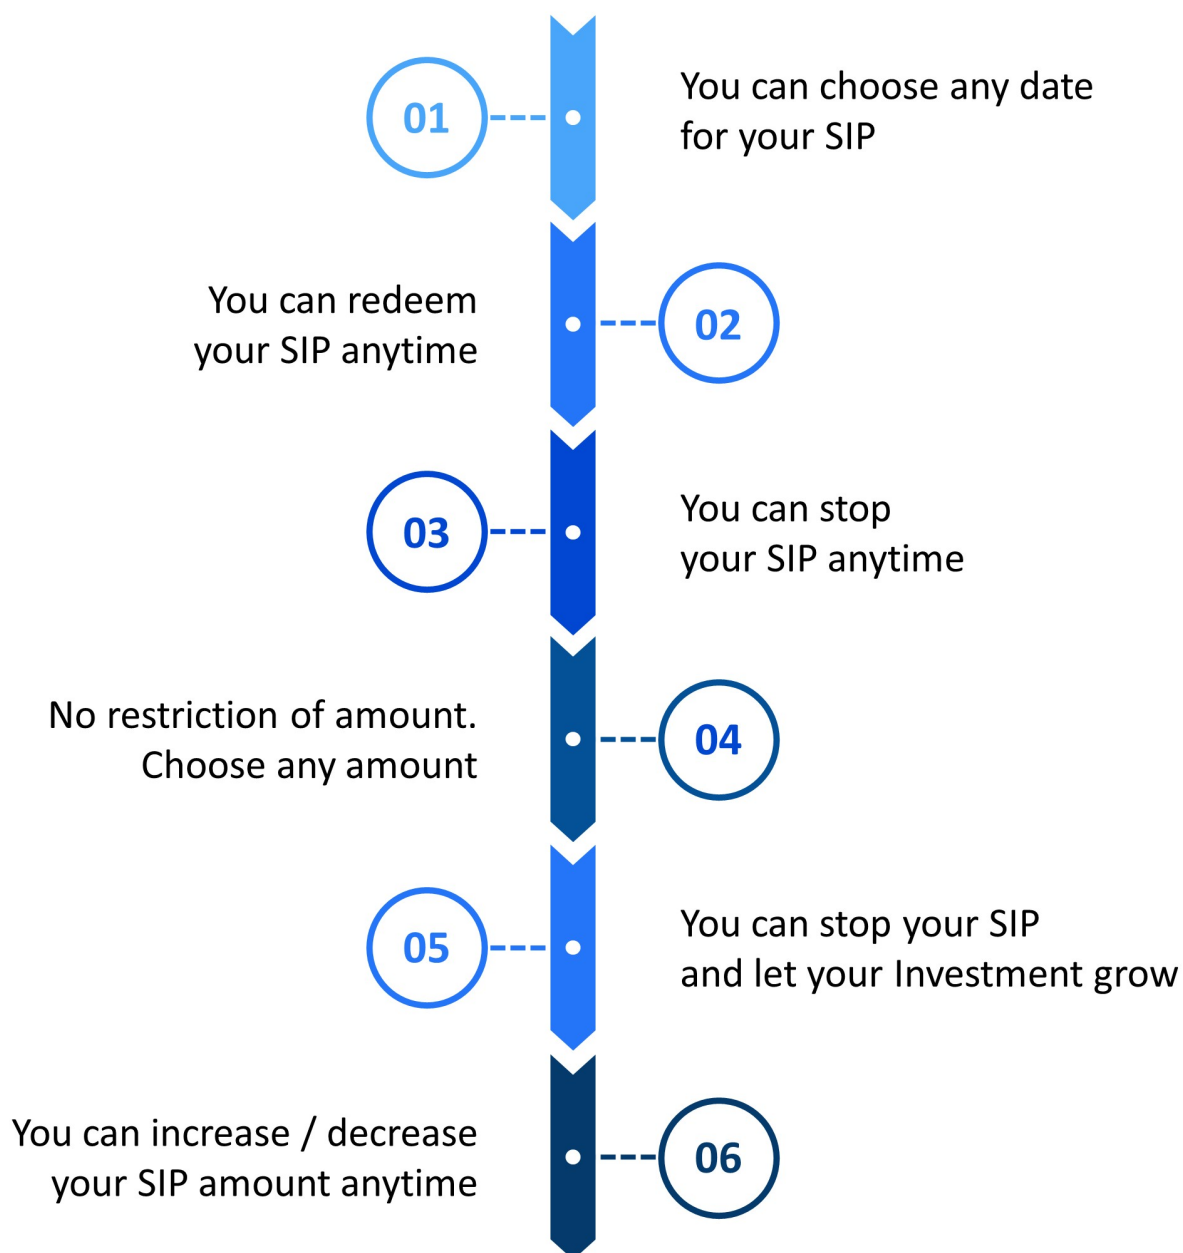 01
You can choose any date
for your SIP
You can redeem
your SIP anytime
02
03
You can stop
your SIP anytime
No restriction of amount.
Choose any amount
04
05
You can stop your SIP
and let your Investment grow
You can increase / decrease
your SIP amount anytime
06